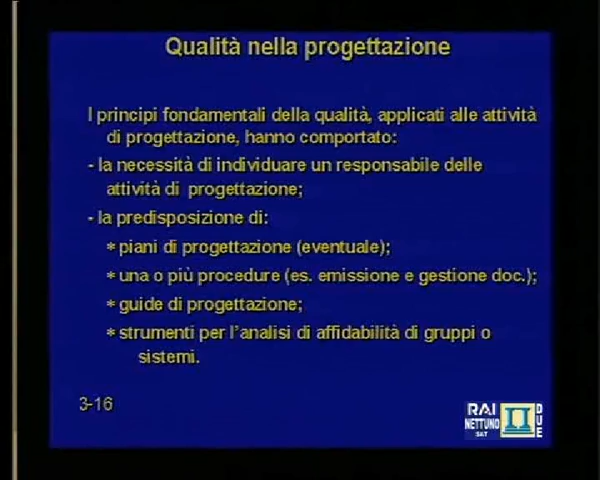 Qualità nella progettazione
I principi fondamentali della qualità, applicati alle attività
di progettazione, hanno comportato:
- la necessità di individuare un responsabile delle
attività di progettazione;
- la predisposizione di:
* piani di progettazione (eventuale);
* una o più procedure (es. emissione e gestione doc.);
* guide di progettazione;
* strumenti per l'analisi di affidabilità di gruppi o
sistemi.
3-16
RAI
NETTUNO
SAT
DUE